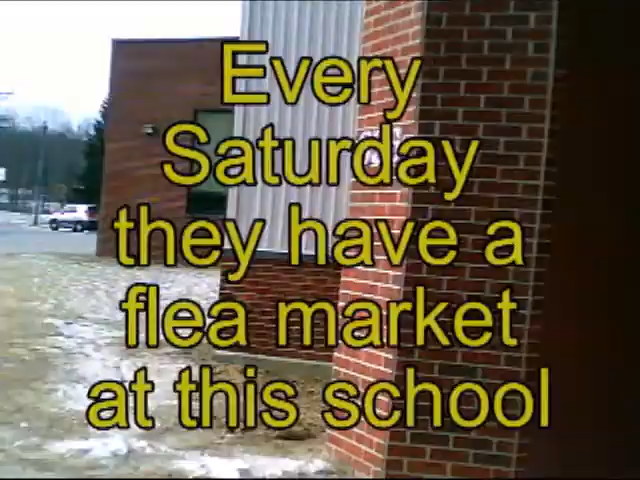 Every
Saturday
they have a
flea market
at this school